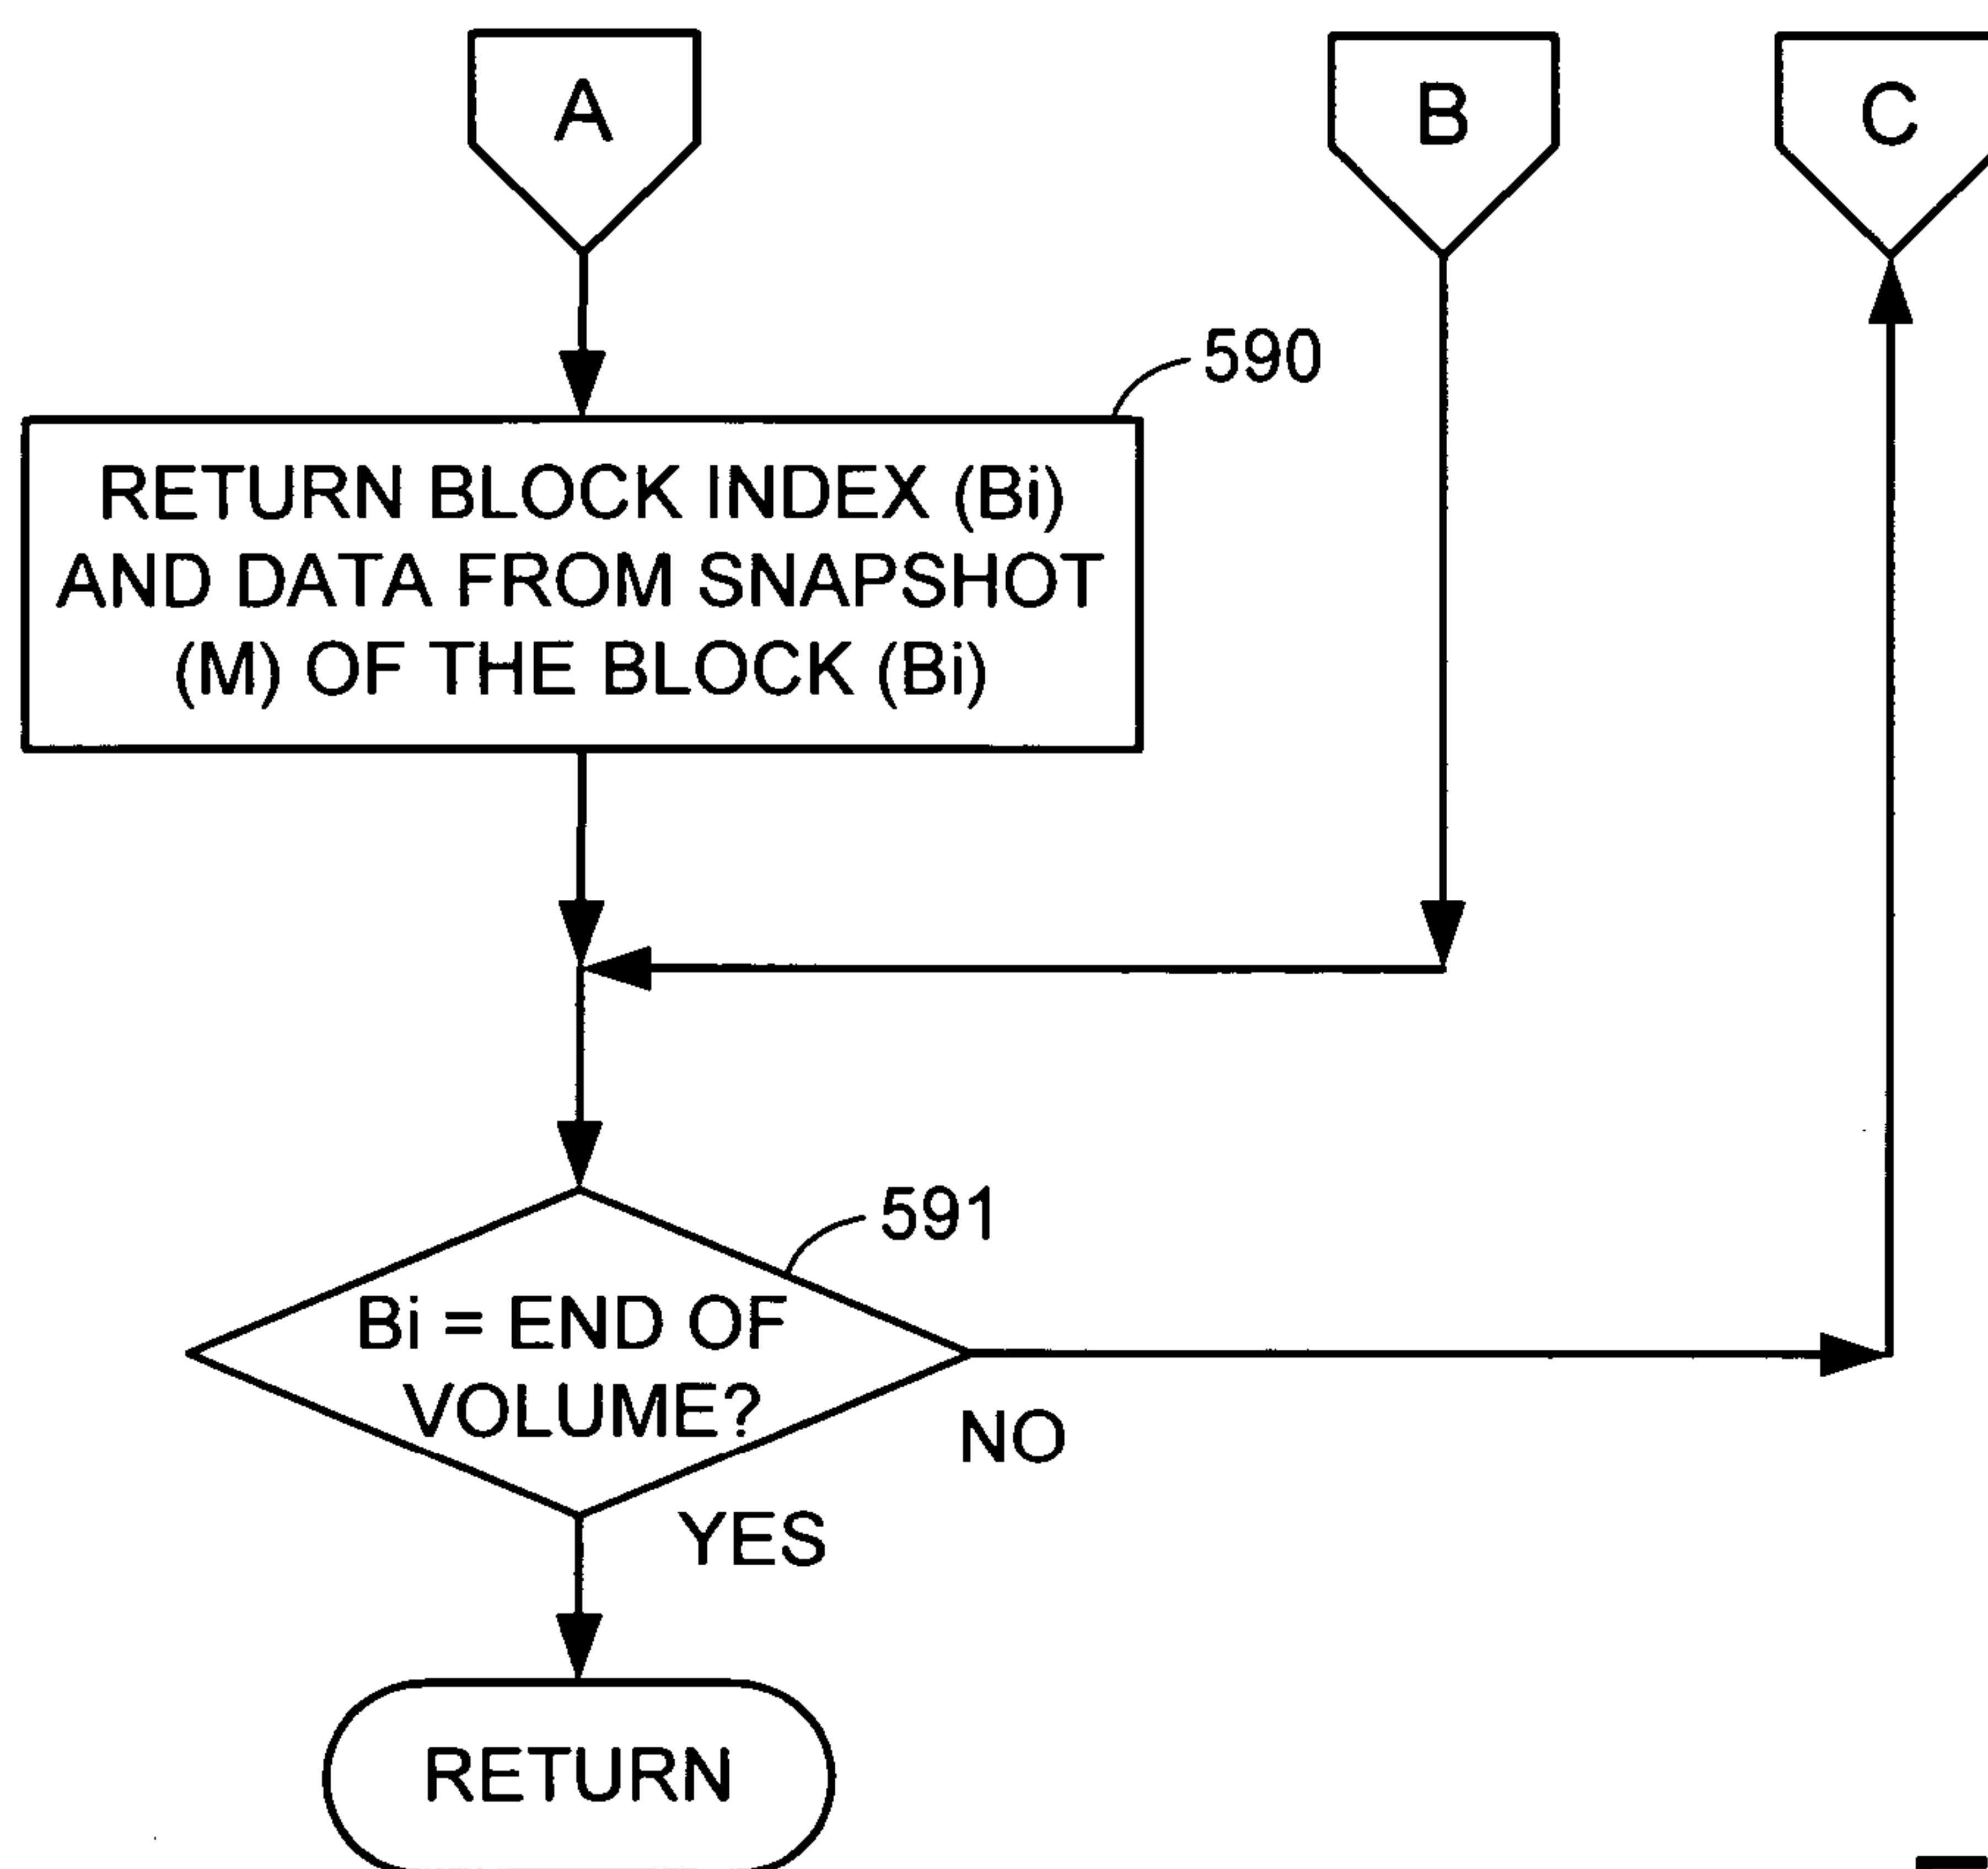 A
B
C
590
RETURN BLOCK INDEX (Bi)
AND DATA FROM SNAPSHOT
(M) OF THE BLOCK (Bi)
591
Bi = END OF
VOLUME?
NO
YES
RETURN